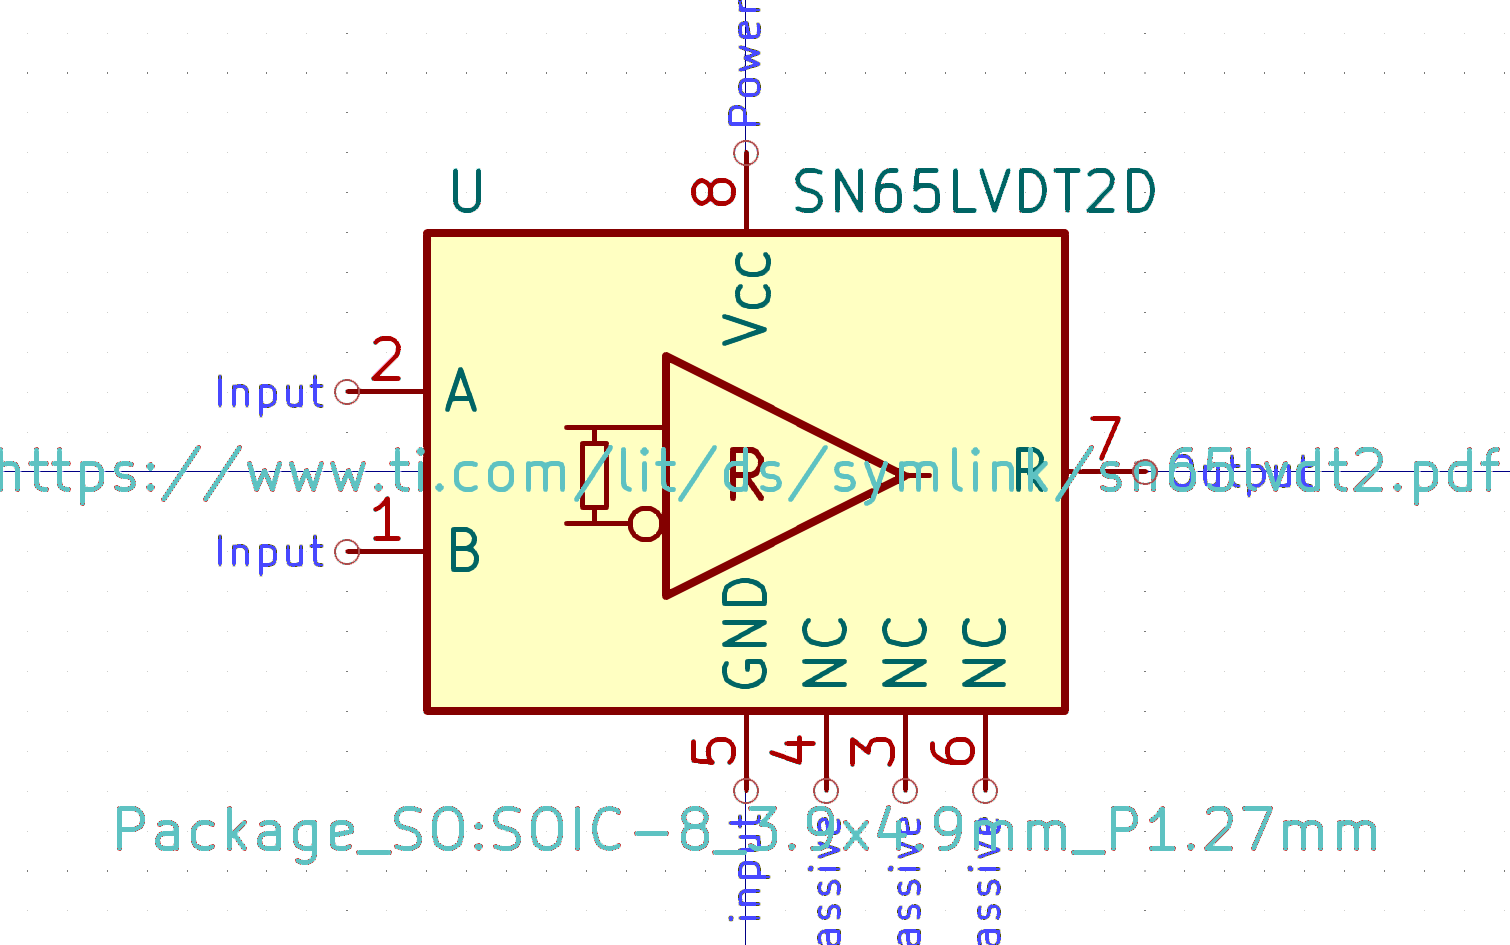 Power
U
8
SN65LVDT2D
Vcc
2
Input
A
7
https://www.ti.com/lit/ds/symlink/sn65lvdt2.pdf
R
R
Output
1
Input
B
GND
NC
NC
NC
5
4
3
6
Package_SO:SOIC-8_3.9x4.9mm_P1.27mm
input
assive
assive
assive